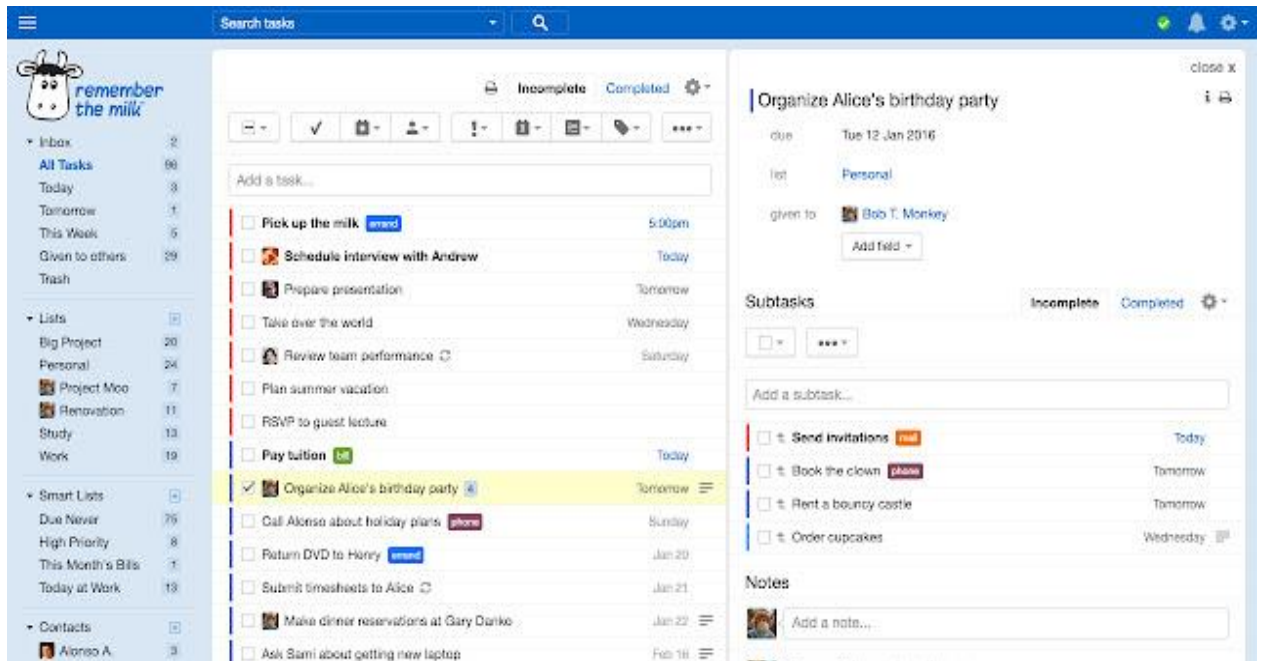 Search tasks
remember
the milk
Inbox 2
All Tasks
Today 3
Tomorrow 1
This Week 5
Given to others 29
Trash
Lists
Big Project 20
Personal 24
Project Moo 7
Renovation 11
Study 13
Work 19
Smart Lists
Due Never 75
High Priority 8
This Month's Bills 1
Today at Work 13
Contacts
Alonso A. 3
Incomplete Completed
Add a task...
Pick up the milk errand 5:00pm
Schedule interview with Andrew Today
Prepare presentation Tomorrow
Take over the world Wednesday
Review team performance Saturday
Plan summer vacation
RSVP to guest lecture
Pay tuition bill Today
Organize Alice's birthday party 4 Tomorrow
Call Alonso about holiday plans phone Sunday
Return DVD to Henry errand Jan 20
Submit timesheets to Alice Jan 21
Make dinner reservations at Gary Danko Jan 22
Ask Sami about getting new laptop Feb 16
close x
Organize Alice's birthday party
due Tue 12 Jan 2016
list Personal
given to Bob T. Monkey
Add field
Subtasks Incomplete Completed
Add a subtask...
Send invitations mail Today
Book the clown phone Tomorrow
Rent a bouncy castle Tomorrow
Order cupcakes Wednesday
Notes
Add a note...